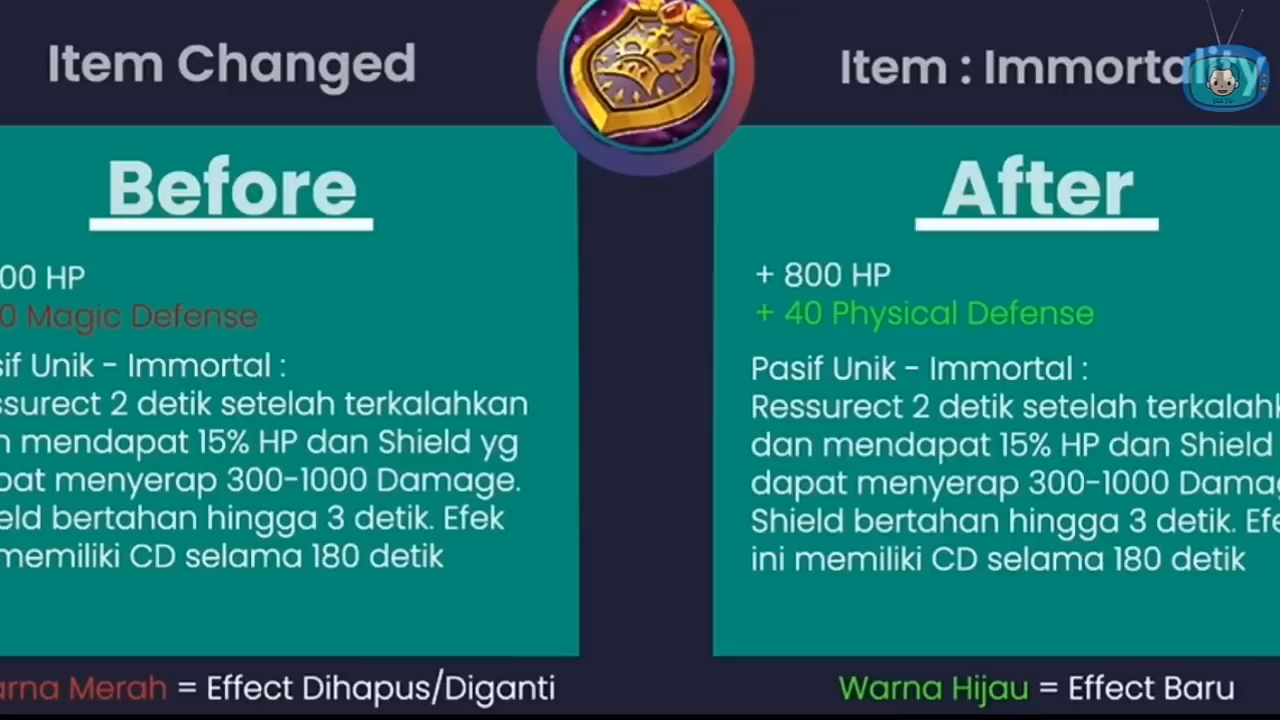 Item Changed
Item : Immortality
Before
00 HP
0 Magic Defense
sif Unik - Immortal :
ssurect 2 detik setelah terkalahkan
n mendapat 15% HP dan Shield yg
pat menyerap 300-1000 Damage.
eld bertahan hingga 3 detik. Efek
memiliki CD selama 180 detik
After
+ 800 HP
+ 40 Physical Defense
Pasif Unik - Immortal :
Ressurect 2 detik setelah terkalahk
dan mendapat 15% HP dan Shield
dapat menyerap 300-1000 Damag
Shield bertahan hingga 3 detik. Efe
ini memiliki CD selama 180 detik
arna Merah = Effect Dihapus/Diganti
Warna Hijau = Effect Baru